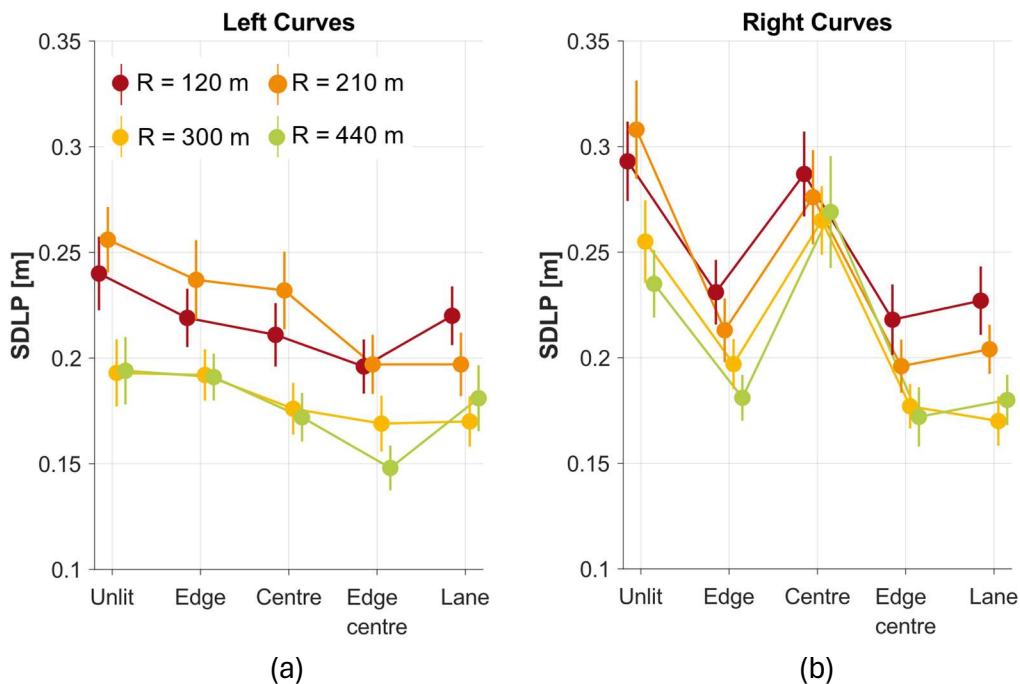 Left Curves
SDLP [m]
0.35
0.3
0.25
0.2
0.15
0.1
R = 120 m
R = 210 m
R = 300 m
R = 440 m
Unlit
Edge
Centre
Edge
centre
Lane
(a)
Right Curves
SDLP [m]
0.35
0.3
0.25
0.2
0.15
0.1
Unlit
Edge
Centre
Edge
centre
Lane
(b)